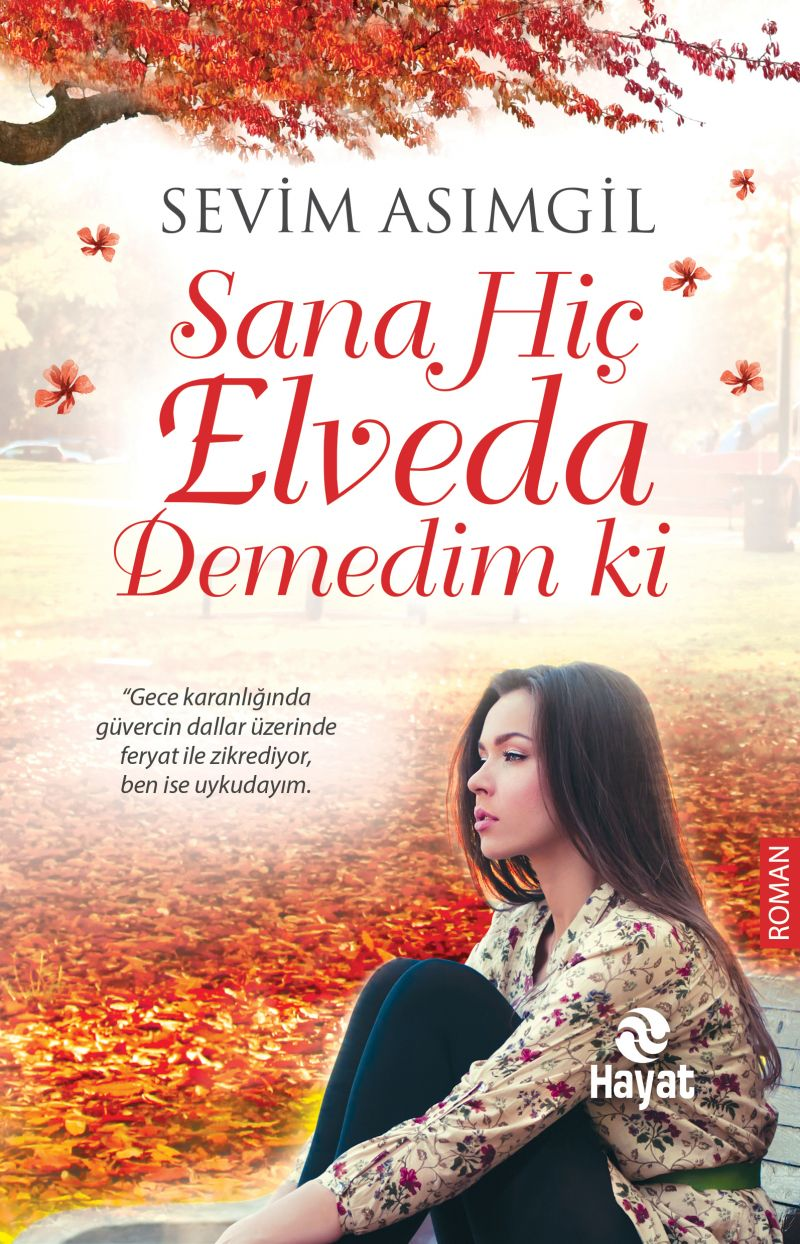 SEVİM ASIMGİL
Sana Hiç
Elveda
Demedim ki
“Gece karanlığında
güvercin dallar üzerinde
feryat ile zikrediyor,
ben ise uykudayım.
ROMAN
Hayat